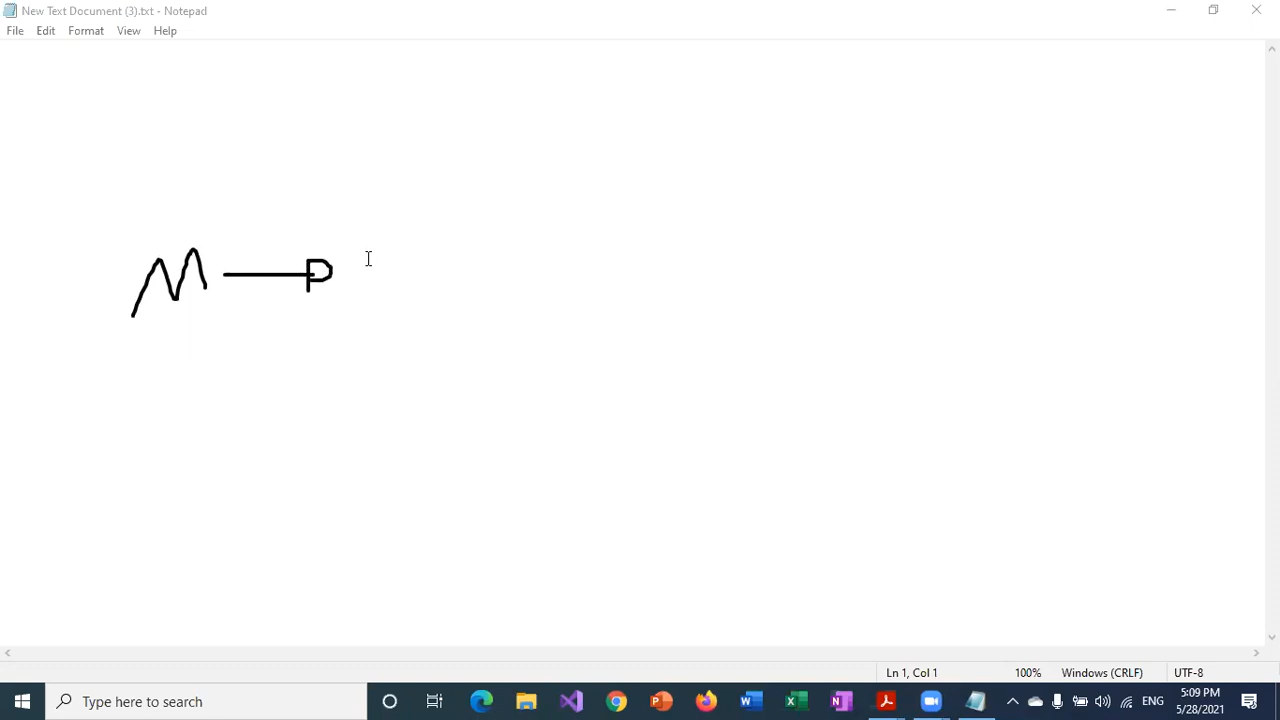 New Text Document (3).txt - Notepad
File Edit Format View Help
M — P
Ln 1, Col 1 100% Windows (CRLF) UTF-8
Type here to search
ENG
5:09 PM
5/28/2021